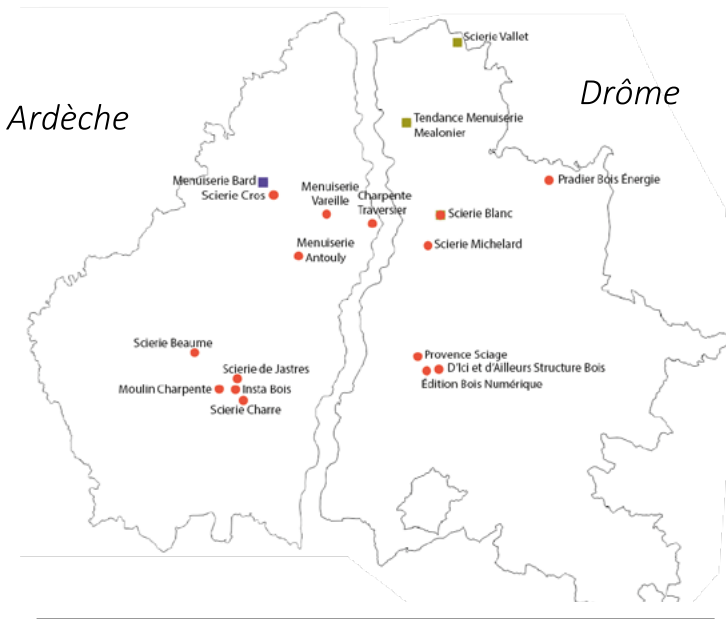 Ardèche
Drôme
Scierie Vallet
Tendance Menuiserie
Mealonier
Menuiserie Bard
Scierie Cros
Menuiserie
Vareille
Charpente
Traversier
Pradier Bois Énergie
Scierie Blanc
Menuiserie
Antouly
Scierie Michelard
Scierie Beaume
Scierie de Jastres
Moulin Charpente
Insta Bois
Scierie Charre
Provence Sciage
D'Ici et d'Ailleurs Structure Bois
Édition Bois Numérique